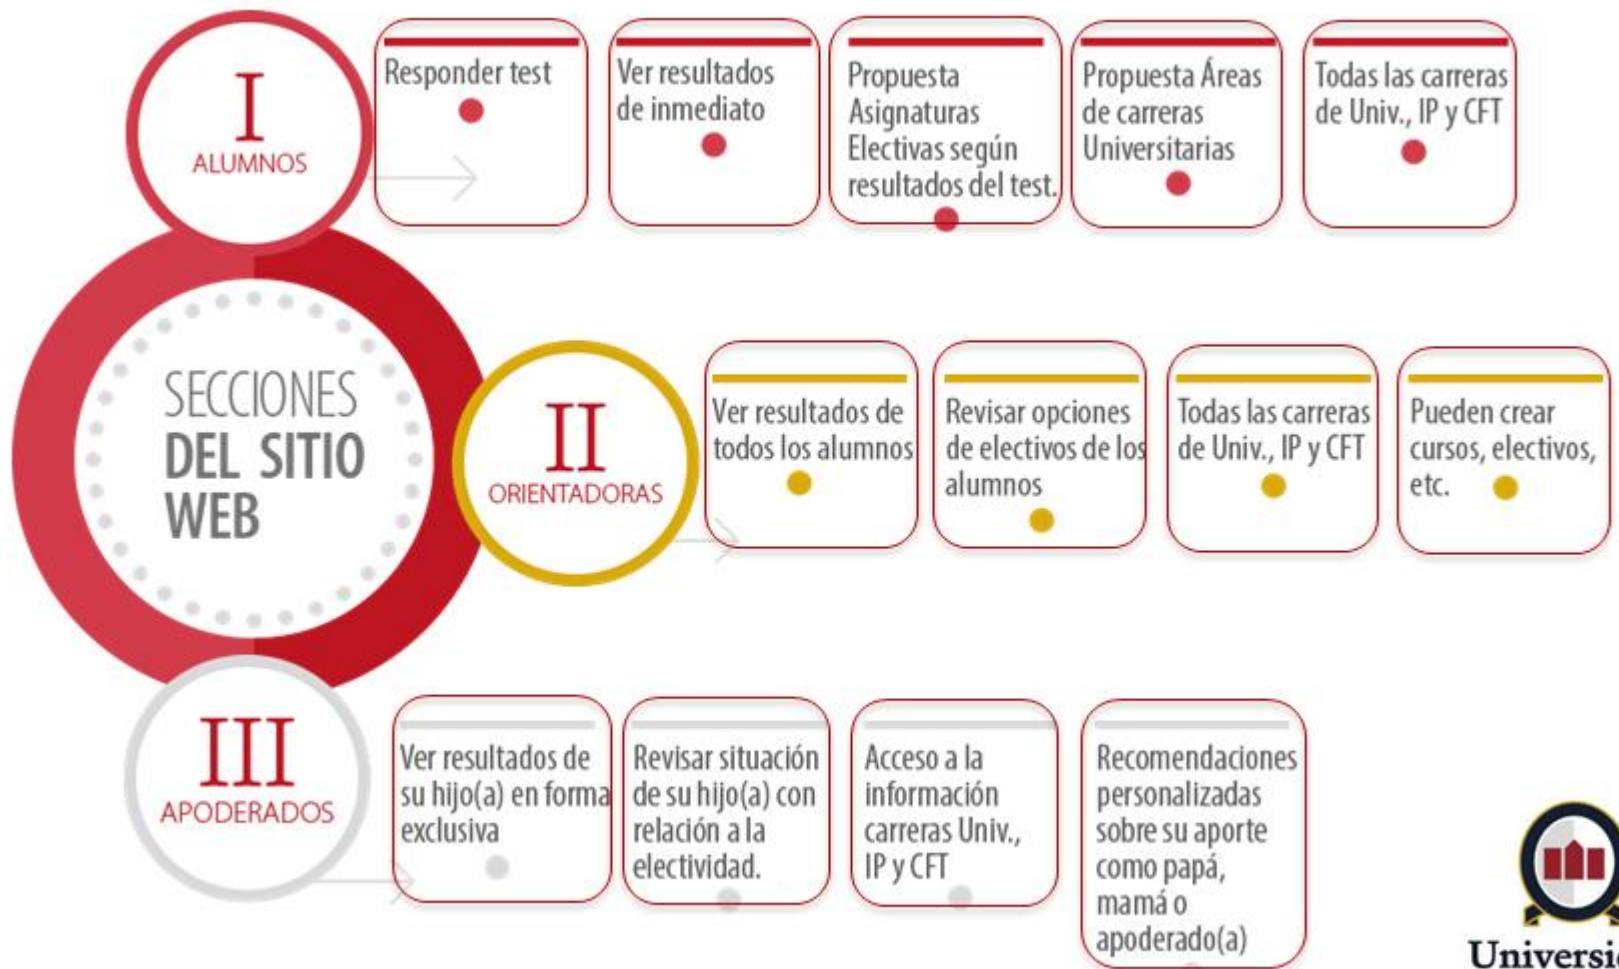 I
ALUMNOS
Responder test
Ver resultados
de inmediato
Propuesta
Asignaturas
Electivas según
resultados del test.
Propuesta Áreas
de carreras
Universitarias
Todas las carreras
de Univ., IP y CFT
SECCIONES
DEL SITIO
WEB
II
ORIENTADORAS
Ver resultados de
todos los alumnos
Revisar opciones
de electivos de los
alumnos
Todas las carreras
de Univ., IP y CFT
Pueden crear
cursos, electivos,
etc.
III
APODERADOS
Ver resultados de
su hijo(a) en forma
exclusiva
Revisar situación
de su hijo(a) con
relación a la
electividad.
Acceso a la
información
carreras Univ.,
IP y CFT
Recomendaciones
personalizadas
sobre su aporte
como papá,
mamá o
apoderado(a)